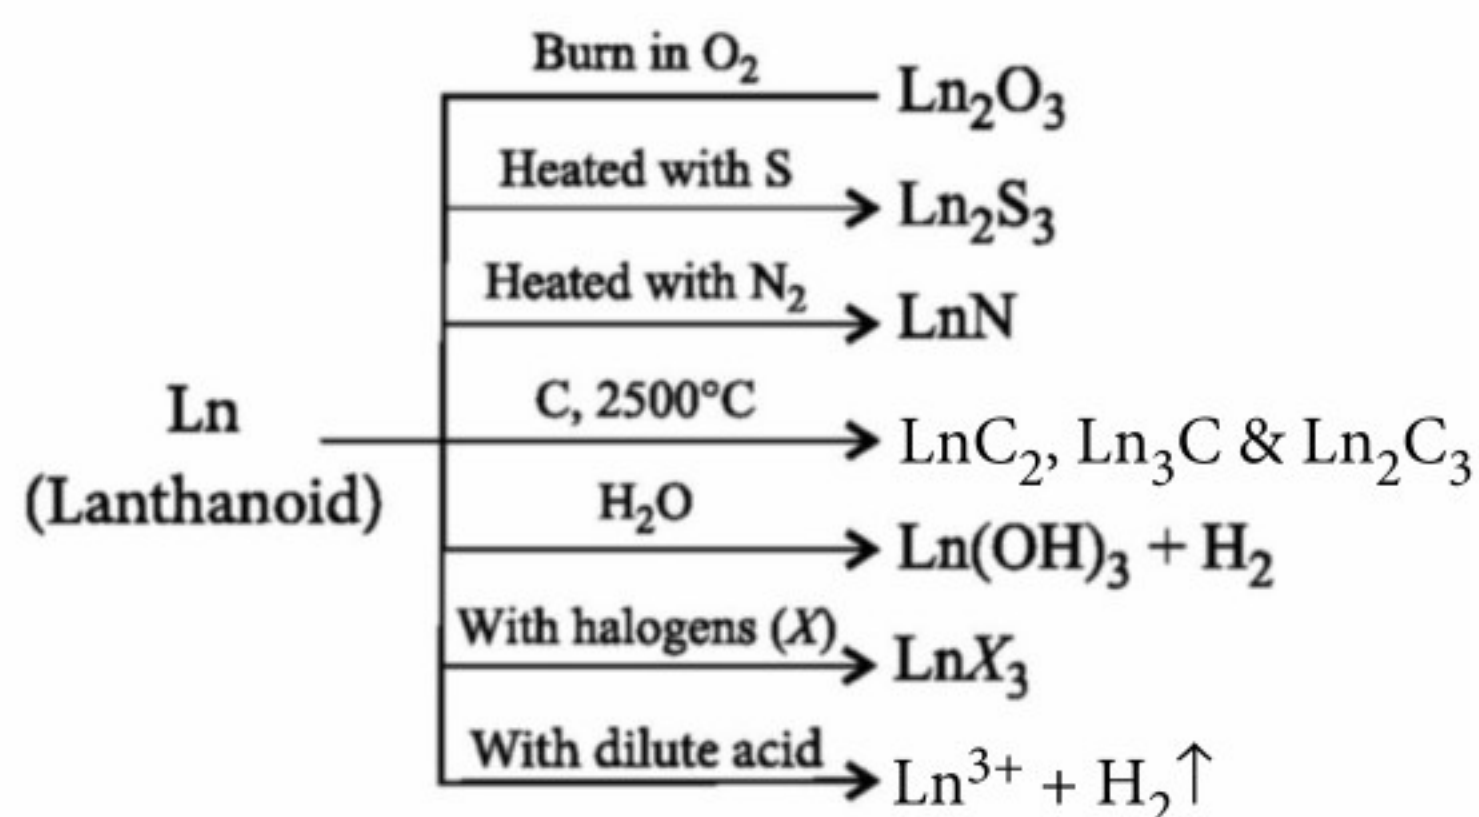 Burn in O₂
Ln₂O₃
Heated with S
Ln₂S₃
Heated with N₂
LnN
Ln
(Lanthanoid)
C, 2500°C
LnC₂, Ln₃C & Ln₂C₃
H₂O
Ln(OH)₃ + H₂
With halogens (X)
LnX₃
With dilute acid
Ln³⁺ + H₂↑